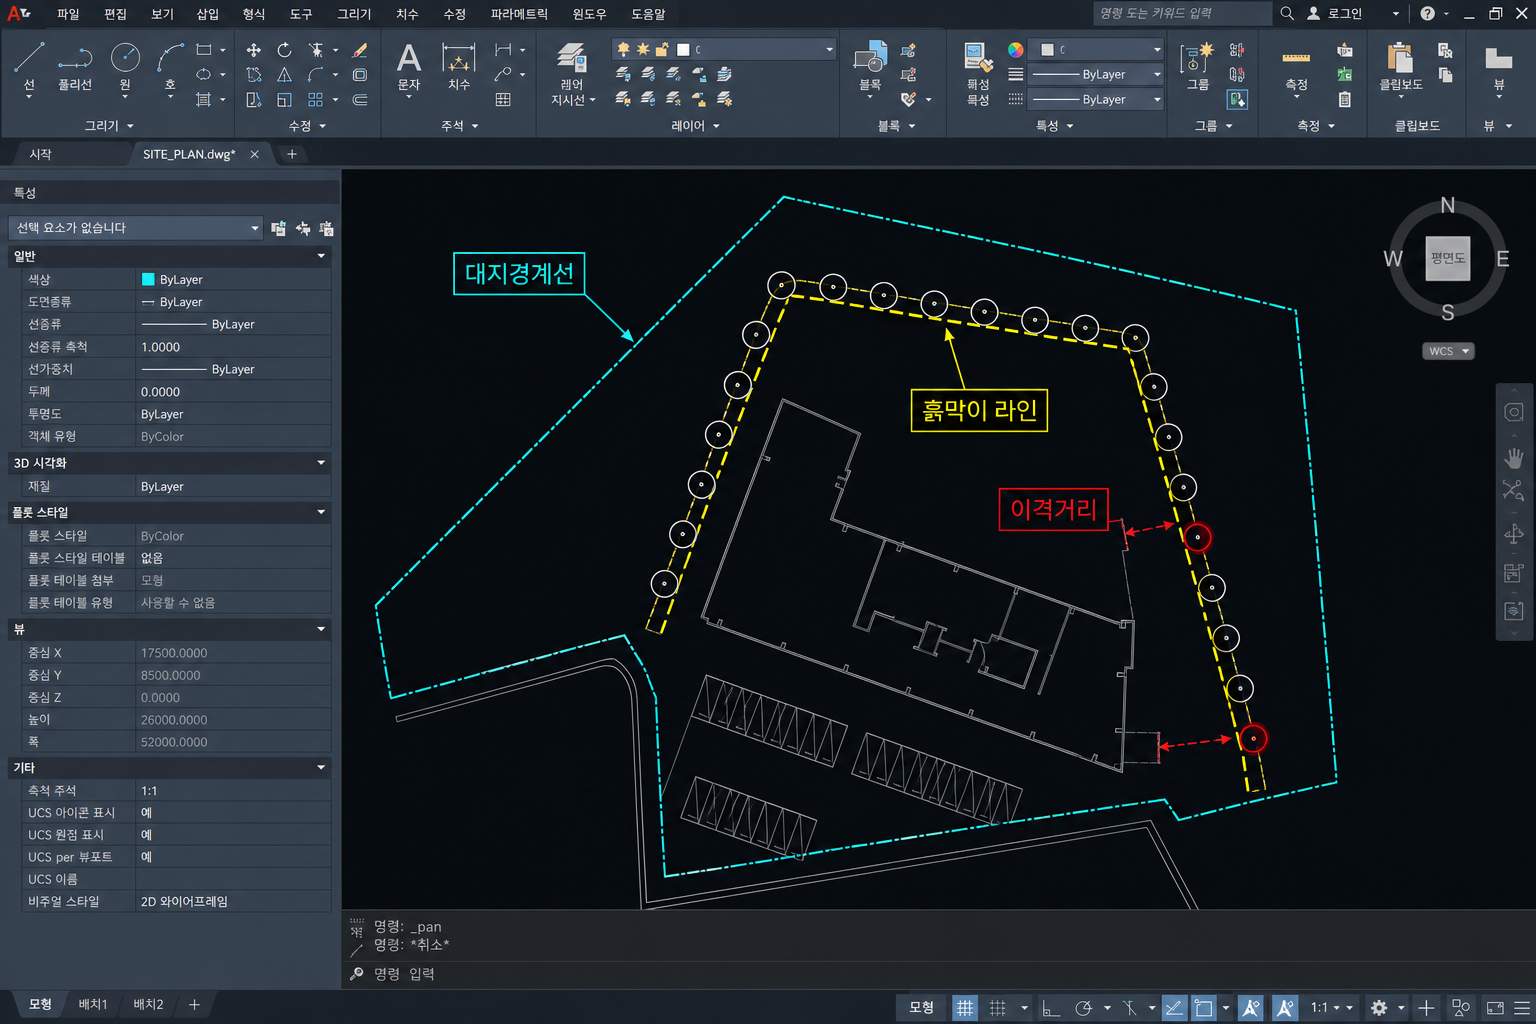 파일 편집 보기 삽입 형식 도구 그리기 치수 수정 파라메트릭 윈도우 도움말
명령 또는 키워드 입력 로그인
선 폴리선 원 호
문자 치수
레어
지시선
C
블록
특성
C
ByLayer
ByLayer
그룹 측정 클립보드 뷰
그리기 수정 주석 레이어 블록 특성 그룹 측정 클립보드 뷰
시작 SITE_PLAN.dwg*
특성
선택 요소가 없습니다
일반
색상 ByLayer
도면종류 ByLayer
선종류 ByLayer
선종류 축척 1.0000
선가중치 ByLayer
두께 0.0000
투명도 ByLayer
객체 유형 ByColor
3D 시각화
재질 ByLayer
플롯 스타일
플롯 스타일 ByColor
플롯 스타일 테이블 없음
플롯 테이블 첨부 모형
플롯 테이블 유형 사용할 수 없음
뷰
중심 X 17500.0000
중심 Y 8500.0000
중심 Z 0.0000
높이 26000.0000
폭 52000.0000
기타
축척 주석 1:1
UCS 아이콘 표시 예
UCS 원점 표시 예
UCS per 뷰포트 예
UCS 이름
비주얼 스타일 2D 와이어프레임
대지경계선
흙막이 라인
이격거리
N
W 평면도 E
S
WCS
명령: _pan
명령: *취소*
명령 입력
모형 배치1 배치2
모형 1:1